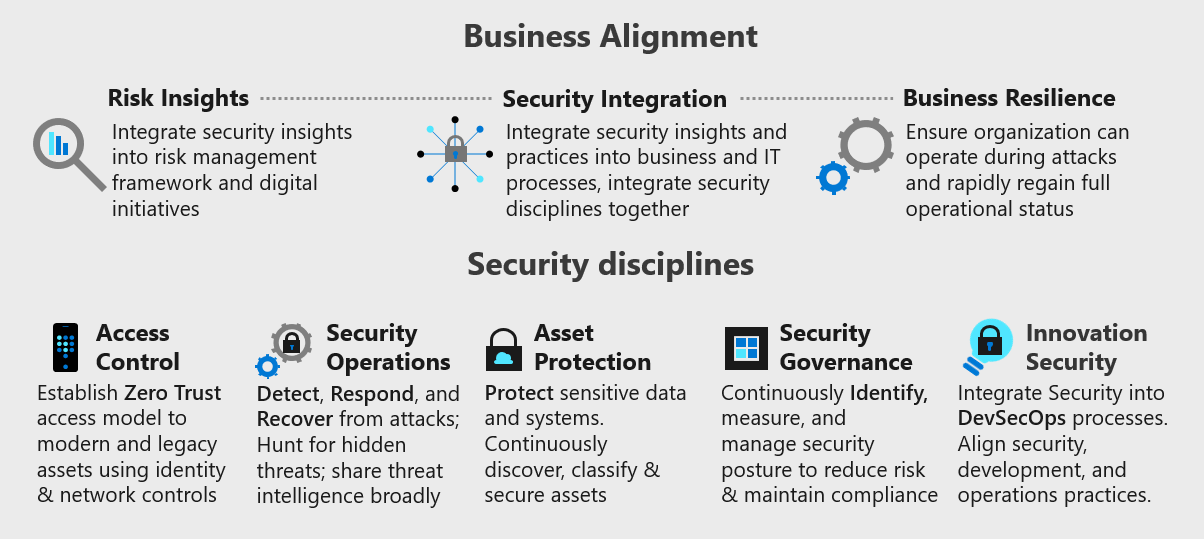 Business Alignment
Risk Insights
Integrate security insights
into risk management
framework and digital
initiatives
Security Integration
Integrate security insights and
practices into business and IT
processes, integrate security
disciplines together
Business Resilience
Ensure organization can
operate during attacks
and rapidly regain full
operational status
Security disciplines
Access
Control
Establish Zero Trust
access model to
modern and legacy
assets using identity
& network controls
Security
Operations
Detect, Respond, and
Recover from attacks;
Hunt for hidden
threats; share threat
intelligence broadly
Asset
Protection
Protect sensitive data
and systems.
Continuously
discover, classify &
secure assets
Security
Governance
Continuously Identify,
measure, and
manage security
posture to reduce risk
& maintain compliance
Innovation
Security
Integrate Security into
DevSecOps processes.
Align security,
development, and
operations practices.